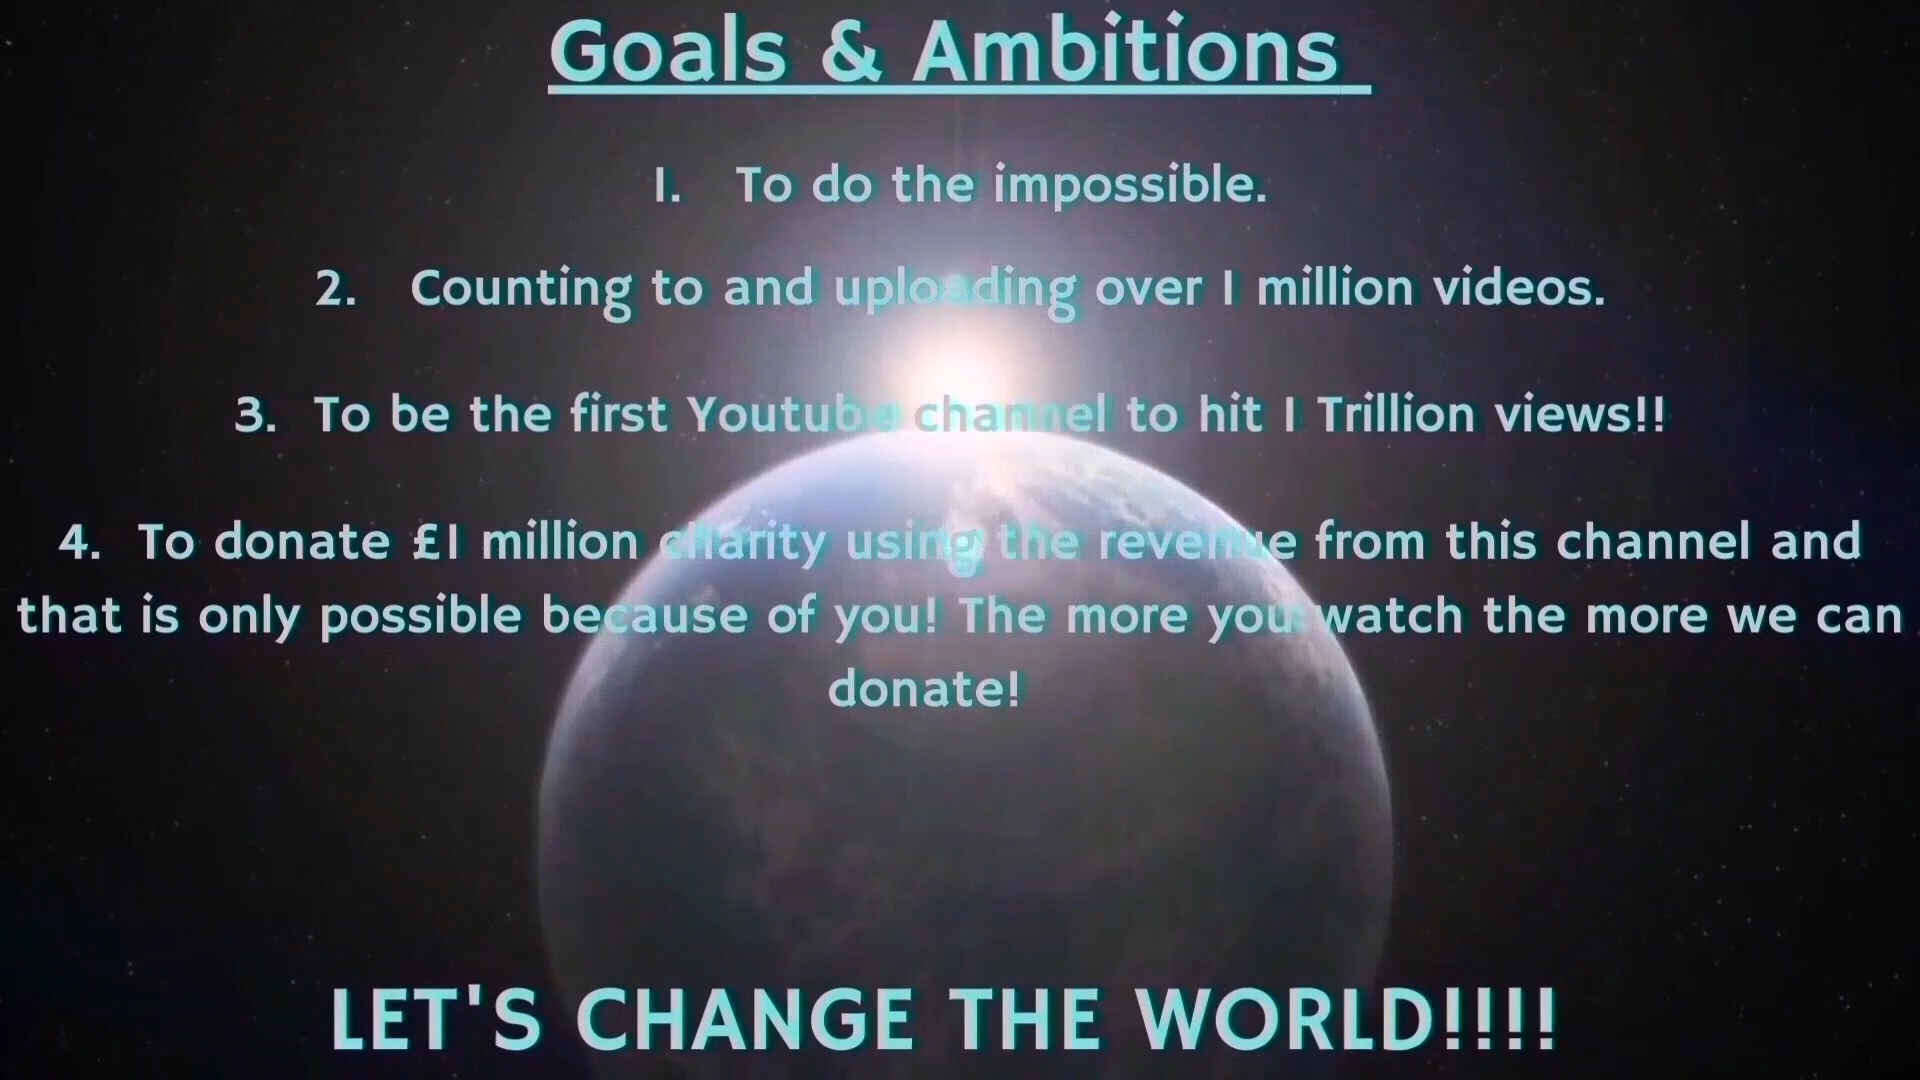 Goals & Ambitions
1. To do the impossible.
2. Counting to and uploading over 1 million videos.
3. To be the first Youtube channel to hit 1 Trillion views!!
4. To donate £1 million charity using the revenue from this channel and
that is only possible because of you! The more you watch the more we can
donate!
LET'S CHANGE THE WORLD!!!!